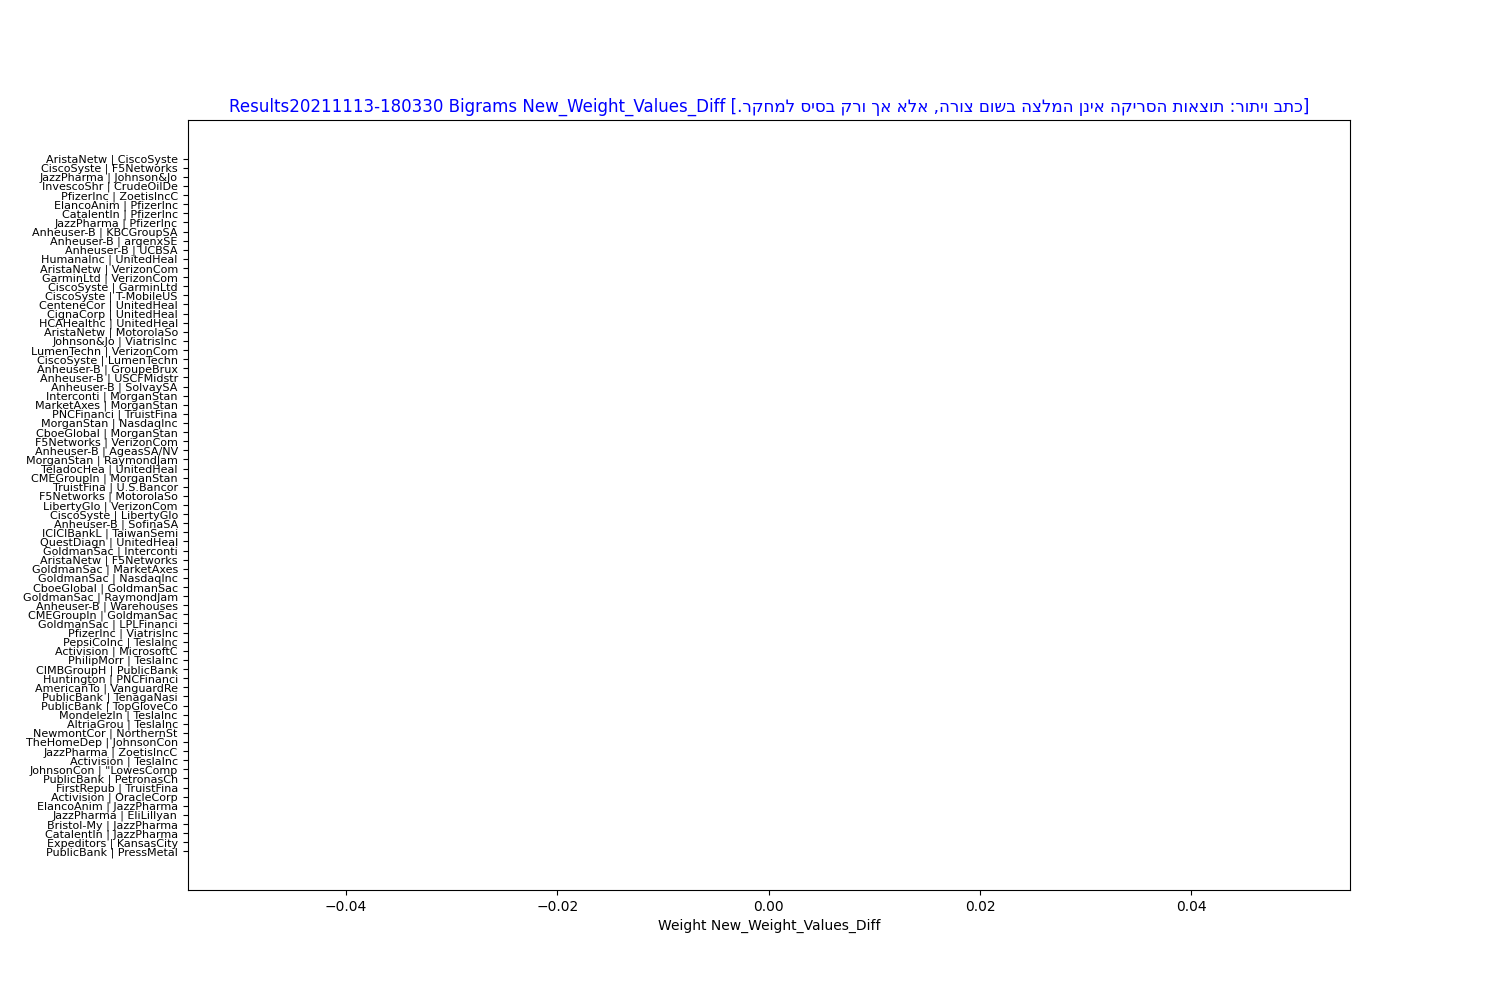 Results20211113-180330 Bigrams New_Weight_Values_Diff [כתב ויתור: תוצאות הסריקה אינן המלצה בשום צורה, אלא אך ורק בסיס למחקר.]
AristaNetw | CiscoSyste
CiscoSyste | F5Networks
JazzPharma | Johnson&Jo
InvescoShr | CrudeOilDe
PfizerInc | ZoetisIncC
ElancoAnim | PfizerInc
CatalentIn | PfizerInc
JazzPharma | PfizerInc
Anheuser-B | KBCGroupSA
Anheuser-B | argenxSE
Anheuser-B | UCBSA
HumanaInc | UnitedHeal
AristaNetw | VerizonCom
GarminLtd | VerizonCom
CiscoSyste | GarminLtd
CiscoSyste | T-MobileUS
CenteneCor | UnitedHeal
CignaCorp | UnitedHeal
HCAHealthc | UnitedHeal
AristaNetw | MotorolaSo
Johnson&Jo | ViatrisInc
LumenTechn | VerizonCom
CiscoSyste | LumenTechn
Anheuser-B | GroupeBrux
Anheuser-B | USCFMidstr
Anheuser-B | SolvaySA
Interconti | MorganStan
MarketAxes | MorganStan
PNCFinanci | TruistFina
MorganStan | NasdaqInc
CboeGlobal | MorganStan
F5Networks | VerizonCom
Anheuser-B | AgeasSA/NV
MorganStan | RaymondJam
TeladocHea | UnitedHeal
CMEGroupIn | MorganStan
TruistFina | U.S.Bancor
F5Networks | MotorolaSo
LibertyGlo | VerizonCom
CiscoSyste | LibertyGlo
Anheuser-B | SofinaSA
ICICIBankL | TaiwanSemi
QuestDiagn | UnitedHeal
GoldmanSac | Interconti
AristaNetw | F5Networks
GoldmanSac | MarketAxes
GoldmanSac | NasdaqInc
CboeGlobal | GoldmanSac
GoldmanSac | RaymondJam
Anheuser-B | Warehouses
CMEGroupIn | GoldmanSac
GoldmanSac | LPLFinanci
PfizerInc | ViatrisInc
PepsiCoInc | TeslaInc
Activision | MicrosoftC
PhilipMorr | TeslaInc
CIMBGroupH | PublicBank
Huntington | PNCFinanci
AmericanTo | VanguardRe
PublicBank | TenagaNasi
PublicBank | TopGloveCo
MondelezIn | TeslaInc
AltriaGrou | TeslaInc
NewmontCor | NorthernSt
TheHomeDep | JohnsonCon
JazzPharma | ZoetisIncC
Activision | TeslaInc
JohnsonCon | "LowesComp
PublicBank | PetronasCh
FirstRepub | TruistFina
Activision | OracleCorp
ElancoAnim | JazzPharma
JazzPharma | EliLillyan
Bristol-My | JazzPharma
CatalentIn | JazzPharma
Expeditors | KansasCity
PublicBank | PressMetal
−0.04 −0.02 0.00 0.02 0.04
Weight New_Weight_Values_Diff